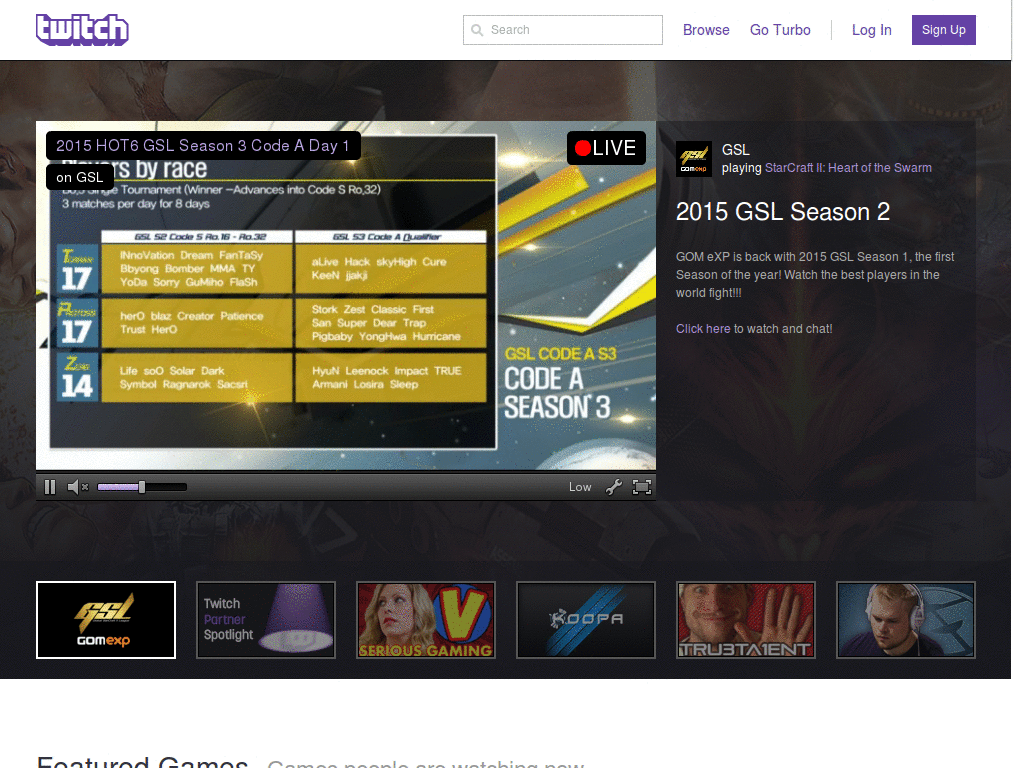 twitch
Search
Browse
Go Turbo
Log In
Sign Up
2015 HOT6 GSL Season 3 Code A Day 1
on GSL
LIVE
by race
Tournament (Winner –Advances into Code S Ro,32)
3 matches per day for 8 days
GSL S2 Code S Ro.16 - Ro.32
GSL S3 Code A Qualifier
17
INnoVation Dream FanTaSy
Bbyong Bomber MMA TY
YoDa Sorry GuMiho FlaSh
aLive Hack skyHigh Cure
KeeN jjakji
17
herO blaz Creator Patience
Trust HerO
Stork Zest Classic First
San Super Dear Trap
Pigbaby YongHwa Hurricane
14
Life soO Solar Dark
Symbol Ragnarok Sacsri
HyuN Leenock Impact TRUE
Armani Losira Sleep
GSL CODE A S3
CODE A
SEASON 3
Low
GSL
GOMexp
GSL
playing StarCraft II: Heart of the Swarm
2015 GSL Season 2
GOM eXP is back with 2015 GSL Season 1, the first
Season of the year! Watch the best players in the
world fight!!!
Click here to watch and chat!
GSL
GOMexp
Twitch
Partner
Spotlight
V
SERIOUS GAMING
KOOPA
TRU3TA1ENT
Featured Games
Games people are watching now